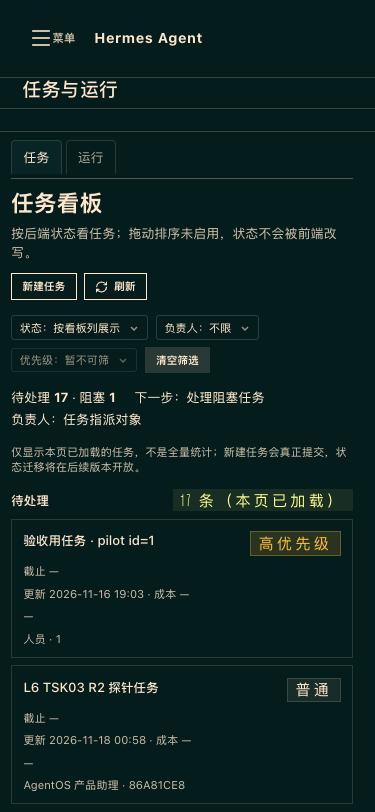 菜单 Hermes Agent
任务与运行
任务 运行
任务看板
按后端状态看任务；拖动排序未启用，状态不会被前端改
写。
新建任务 刷新
状态：按看板列展示 负责人：不限
优先级：暂不可筛 清空筛选
待处理 17 · 阻塞 1 下一步：处理阻塞任务
负责人：任务指派对象
仅显示本页已加载的任务，不是全量统计；新建任务会真正提交，状
态迁移将在后续版本开放。
待处理 17 条（本页已加载）
验收用任务 · pilot id=1 高优先级
截止 —
更新 2026-11-16 19:03 · 成本 —
—
人员 · 1
L6 TSK03 R2 探针任务 普通
截止 —
更新 2026-11-18 00:58 · 成本 —
—
AgentOS 产品助理 · 86A81CE8